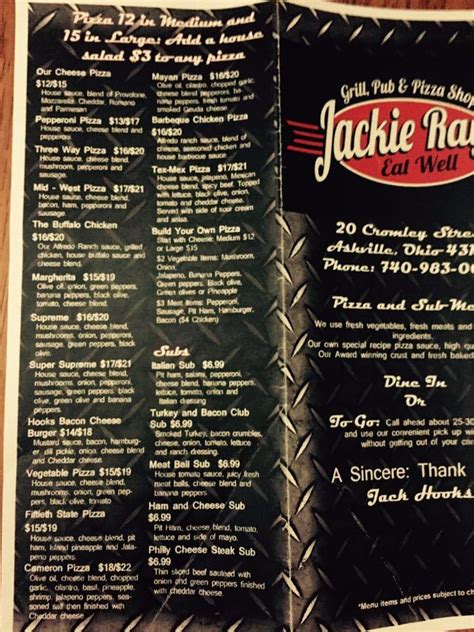 Pizza 12 in Medium and
15 in Large: Add a house
salad $3 to any pizza
Our Cheese Pizza
$12/$15
House sauce, blend of Provolone,
Mozzarella, Cheddar, Romano
and Parmesan
Pepperoni Pizza $13/$17
House sauce, cheese blend and
pepperoni
Three Way Pizza $16/$20
House sauce, cheese blend,
mushroom, pepperoni and
sausage
Mid - West Pizza $17/$21
House sauce, cheese blend,
bacon, ham, pepperoni and
sausage
The Buffalo Chicken
$16/$20
Our Alfredo Ranch sauce, grilled
chicken, house buffalo sauce and
cheese blend
Margherita $15/$19
Olive oil, onion, green peppers,
banana peppers, black olive,
tomato, cheese blend
Supreme $16/$20
House sauce, cheese blend,
pepperoni, mushrooms, onion,
sausage, green peppers, black
olive
Super Supreme $17/$21
House sauce, cheese blend,
mushrooms, onion, pepperoni,
sausage, green peppers, black
olive, green olive and banana
peppers
Hooks Bacon Cheese
Burger $14/$18
Mustard sauce, bacon, hamburg-
er, dill pickle, onion, cheese blend
and Cheddar cheese
Vegetable Pizza $15/$19
House sauce, cheese blend,
mushrooms, onion, green pep-
pers, black olive, tomato
Fiftieth State Pizza
$15/$19
House sauce, cheese blend, pit
ham, island pineapple and Jala-
peno peppers
Cameron Pizza $18/$22
Olive oil, cheese blend, chopped
garlic, cilantro, basil, pineapple,
shrimp, jalapeno peppers, sea-
soned salt then finished with
Cheddar cheese
Mayan Pizza $16/$20
Olive oil, cilantro, chopped garlic,
cheese blend, pepperoni, ba-
nana peppers, fresh tomato and
smoked Gouda cheese
Barbeque Chicken Pizza
$16/$20
Alfredo ranch sauce, blend of
cheese, seasoned chicken and
house barbecue sauce
Tex-Mex Pizza $17/$21
House sauce, jalapeno, Mexican
cheese blend, spicy beef. Topped
with lettuce, black olive, onion,
tomato and cheddar cheese.
Served with side of sour cream
and salsa.
Build Your Own Pizza
Start with Cheese: Medium $12
or Large $15
$2 Vegetable Items: Mushroom,
Onion,
Jalapeno, Banana Peppers,
Green Peppers, Black olive,
Green olives or Pineapple
$3 Meat Items: Pepperoni,
Sausage, Pit Ham, Hamburger,
Bacon ($4 Chicken)
Subs
Italian Sub $6.99
Pit ham, salami, pepperoni,
cheese blend, onion, tomato,
lettuce and banana peppers
Turkey and Bacon Club
Sub $6.99
Smoked Turkey, bacon crumbles,
cheese, onion, tomato, lettuce
and ranch dressing
Meat Ball Sub $6.99
House tomato sauce, juicy fresh
meat balls, cheese blend and
banana peppers
Ham and Cheese Sub
$6.99
Pit Ham, cheese blend, tomato,
lettuce and side of mayo.
Philly Cheese Steak Sub
$6.99
Thin sliced beef sautéed with
onion and green peppers finished
with cheddar cheese.
Grill, Pub & Pizza Shop
Jackie Ray
Eat Well
20 Cromley Stre
Ashville, Ohio 431
Phone: 740-983-0
Pizza and Sub Me
We use fresh vegetables, fresh meats and
ingredients.
Our own special recipe pizza sauce, high qu
Our Award winning crust and fresh baked
Dine In
Or
To Go: Call ahead about 25-30
and use our convenient pick up wi
without getting out of your car
A Sincere: Thank
Jack Hooks
*Menu items and prices subject to ch